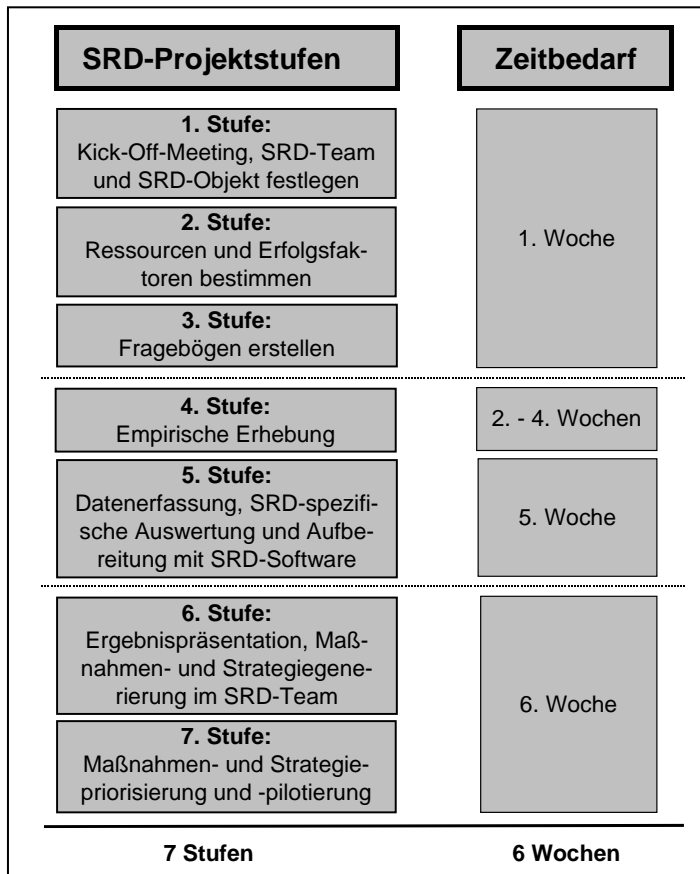 SRD-Projektstufen
Zeitbedarf
1. Stufe:
Kick-Off-Meeting, SRD-Team
und SRD-Objekt festlegen
2. Stufe:
Ressourcen und Erfolgsfak-
toren bestimmen
3. Stufe:
Fragebögen erstellen
1. Woche
4. Stufe:
Empirische Erhebung
2. - 4. Wochen
5. Stufe:
Datenerfassung, SRD-spezifi-
sche Auswertung und Aufbe-
reitung mit SRD-Software
5. Woche
6. Stufe:
Ergebnispräsentation, Maß-
nahmen- und Strategiegene-
rierung im SRD-Team
7. Stufe:
Maßnahmen- und Strategie-
priorisierung und -pilotierung
6. Woche
7 Stufen
6 Wochen